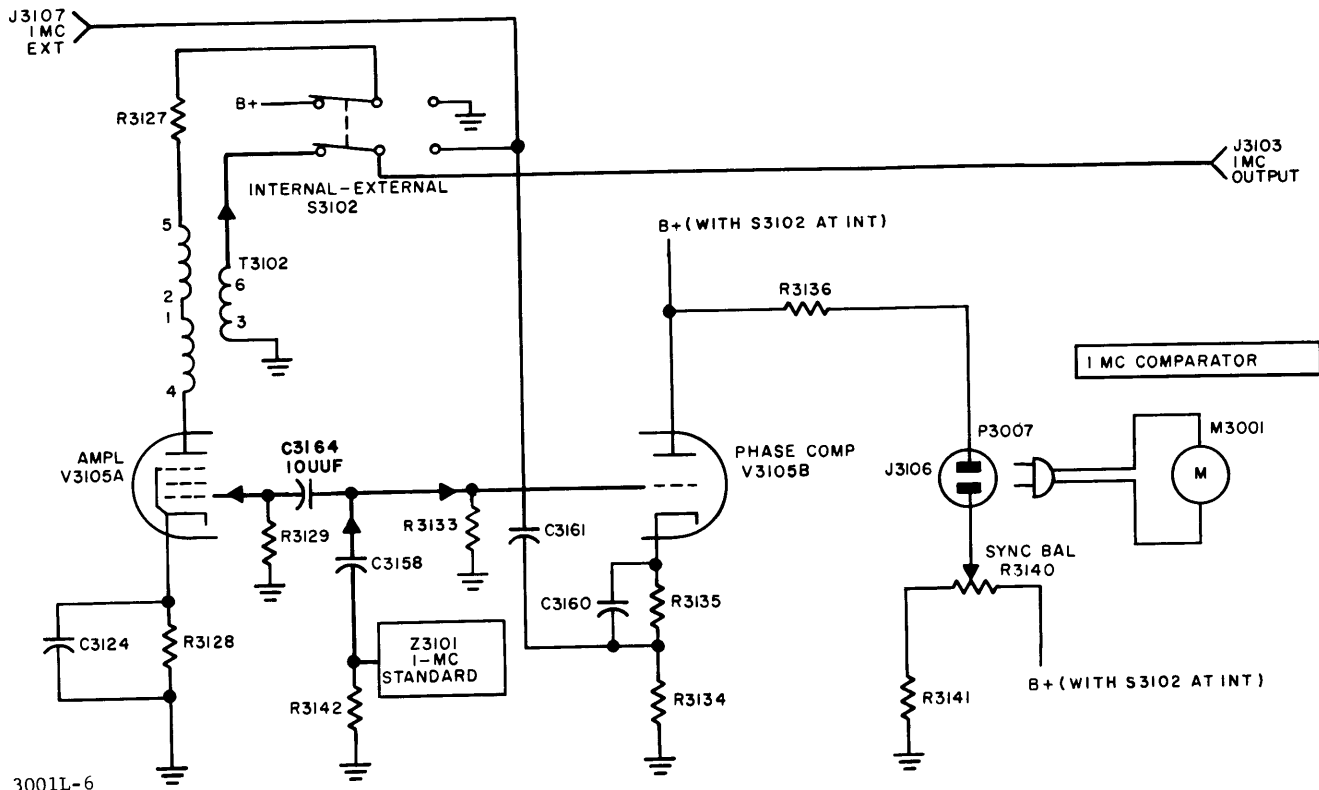 J3107
1MC
EXT
R3127
B+
INTERNAL-EXTERNAL
S3102
J3103
1MC
OUTPUT
B+(WITH S3102 AT INT)
5
T3102
6
2
1
3
4
R3136
1 MC COMPARATOR
AMPL
V3105A
C3164
10UUF
PHASE COMP
V3105B
P3007
M3001
J3106
M
R3129
R3133
C3161
C3158
SYNC BAL
R3140
C3160
R3135
C3124
R3128
Z3101
1-MC
STANDARD
R3142
R3134
R3141
B+(WITH S3102 AT INT)
3001L-6